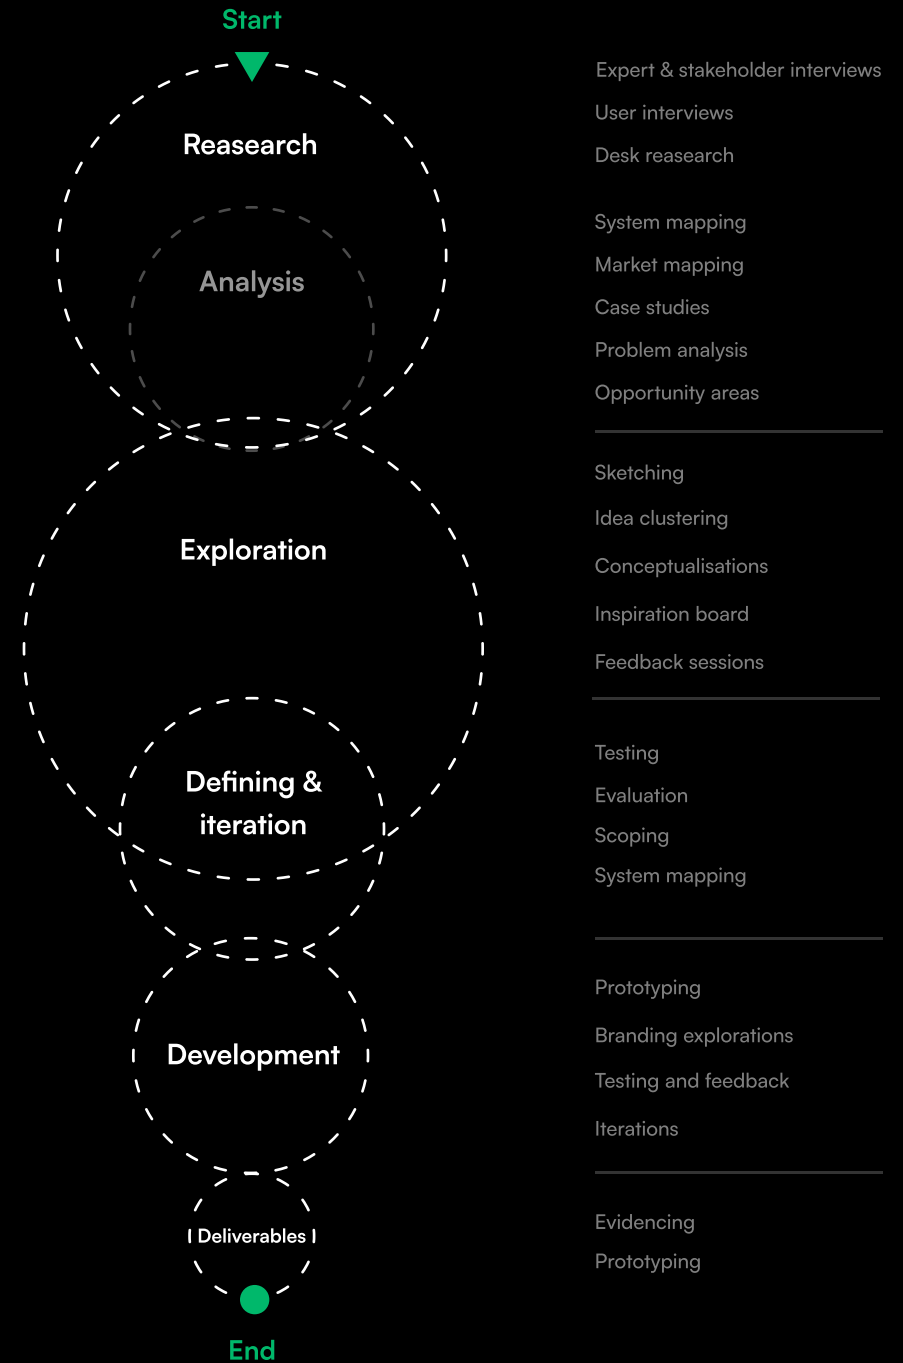 Start
Reasearch
Analysis
Expert & stakeholder interviews
User interviews
Desk reasearch
System mapping
Market mapping
Case studies
Problem analysis
Opportunity areas
Exploration
Sketching
Idea clustering
Conceptualisations
Inspiration board
Feedback sessions
Defining &
iteration
Testing
Evaluation
Scoping
System mapping
Development
Prototyping
Branding explorations
Testing and feedback
Iterations
Deliverables
Evidencing
Prototyping
End